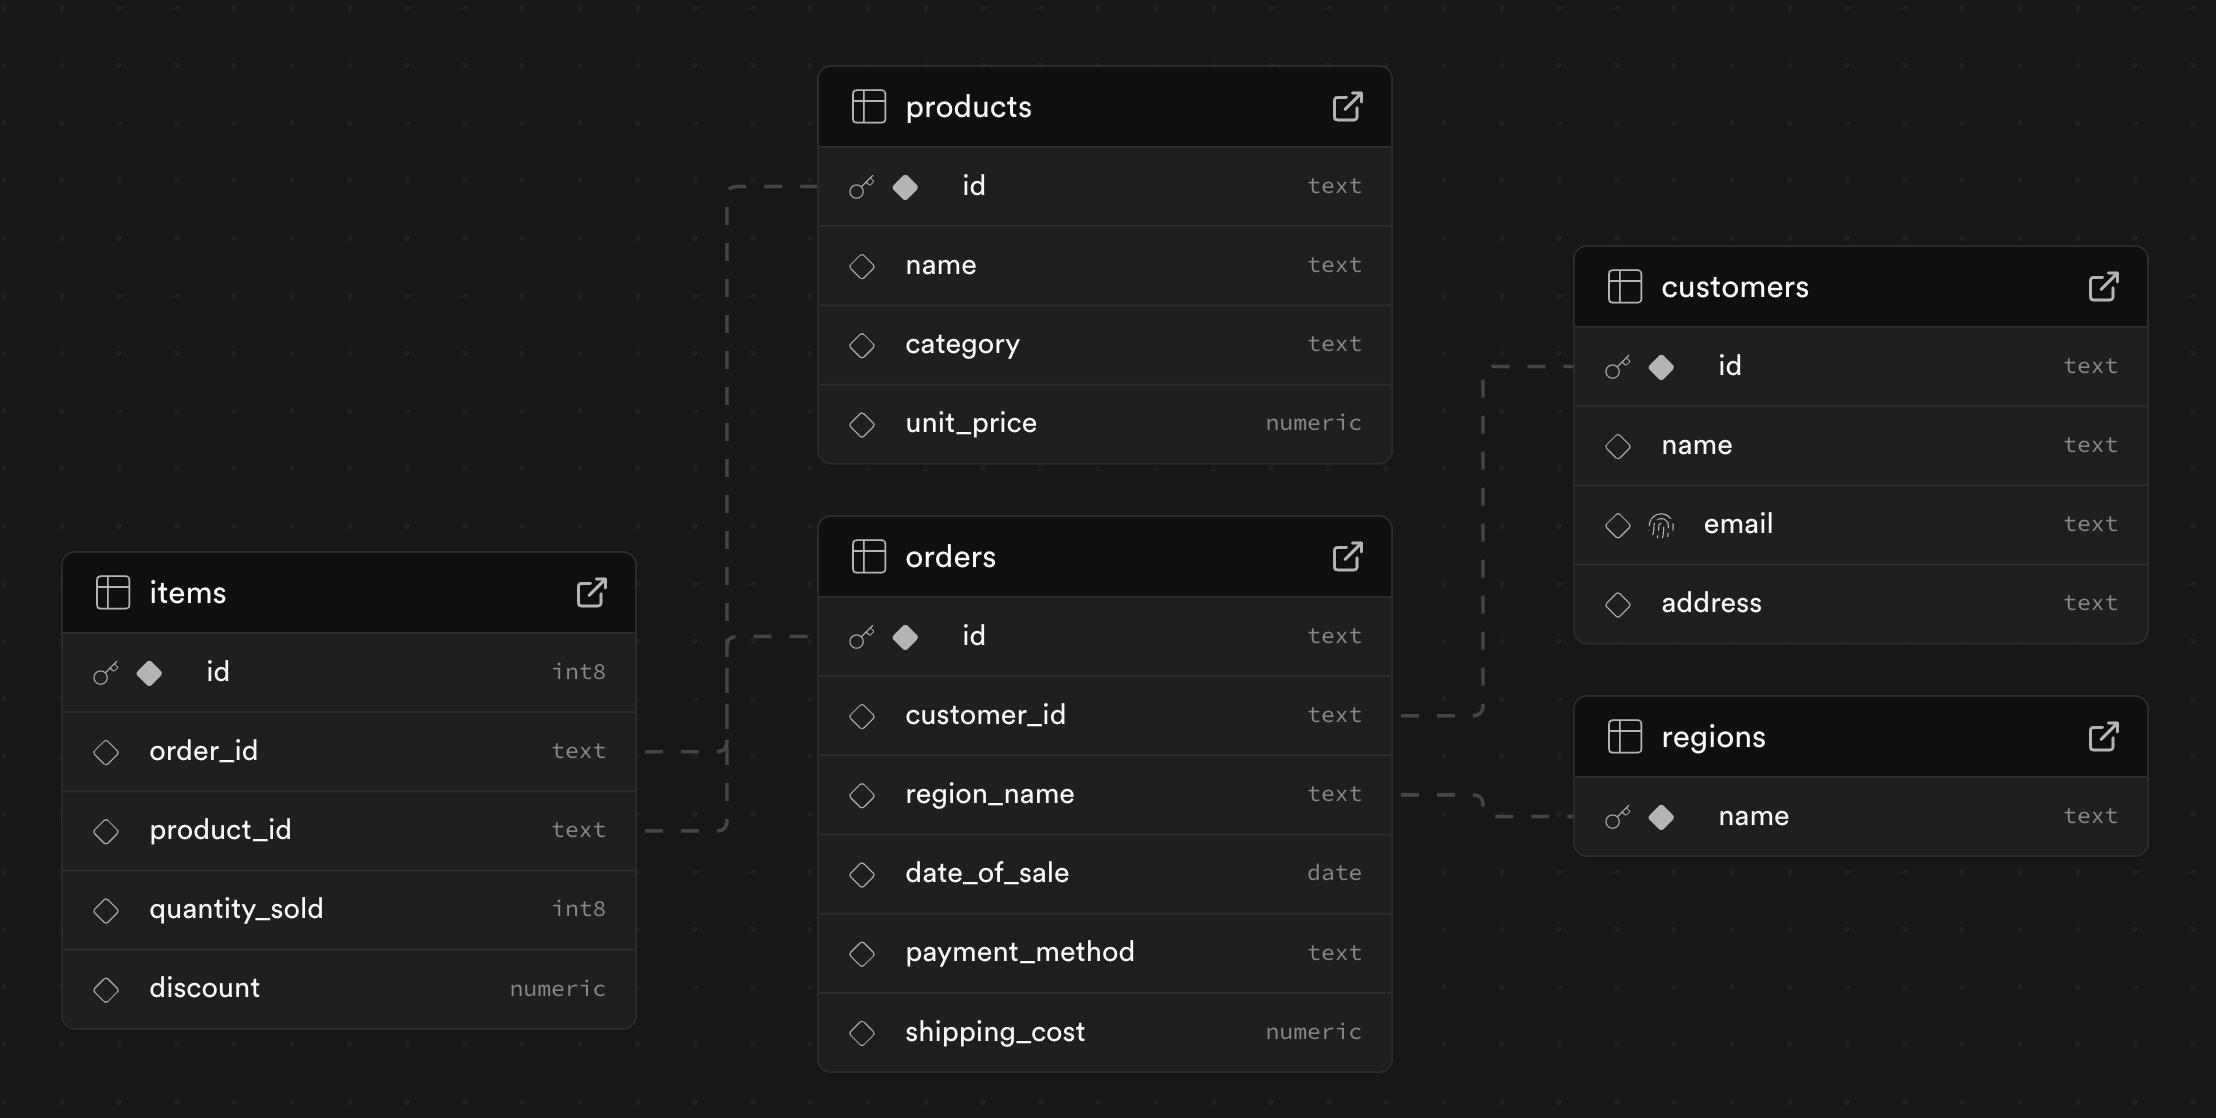 products
id text
name text
category text
unit_price numeric
customers
id text
name text
email text
address text
items
id int8
order_id text
product_id text
quantity_sold int8
discount numeric
orders
id text
customer_id text
region_name text
date_of_sale date
payment_method text
shipping_cost numeric
regions
name text